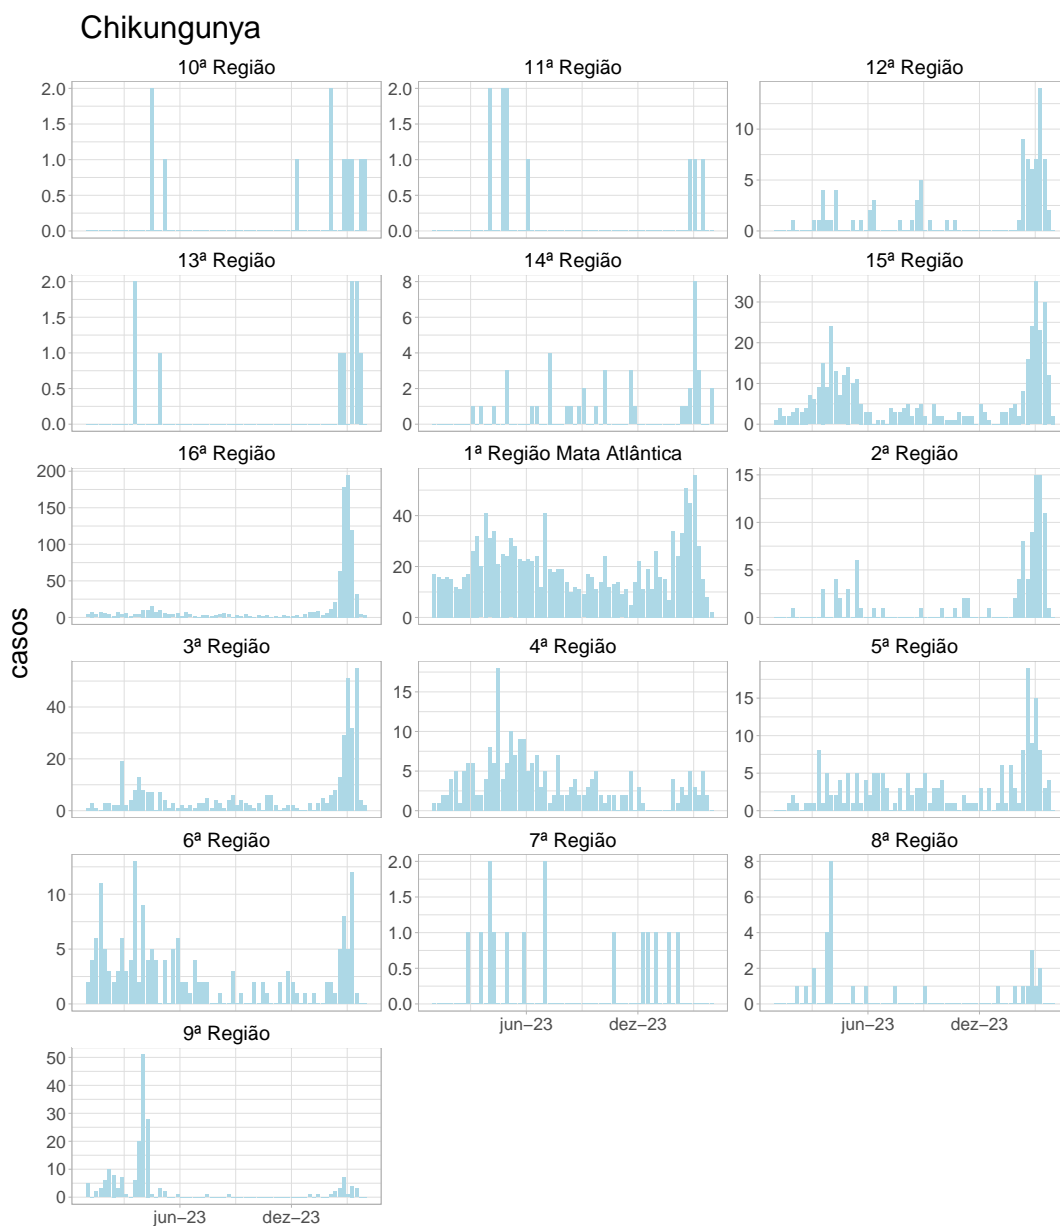 Chikungunya
10ª Região
11ª Região
12ª Região
2.0
1.5
1.0
0.5
0.0
2.0
1.5
1.0
0.5
0.0
10
5
0
13ª Região
14ª Região
15ª Região
2.0
1.5
1.0
0.5
0.0
8
6
4
2
0
30
20
10
0
16ª Região
1ª Região Mata Atlântica
2ª Região
200
150
100
50
0
40
20
0
15
10
5
0
casos
3ª Região
4ª Região
5ª Região
40
20
0
15
10
5
0
15
10
5
0
6ª Região
7ª Região
8ª Região
10
5
0
2.0
1.5
1.0
0.5
0.0
8
6
4
2
0
jun–23
dez–23
jun–23
dez–23
9ª Região
50
40
30
20
10
0
jun–23
dez–23